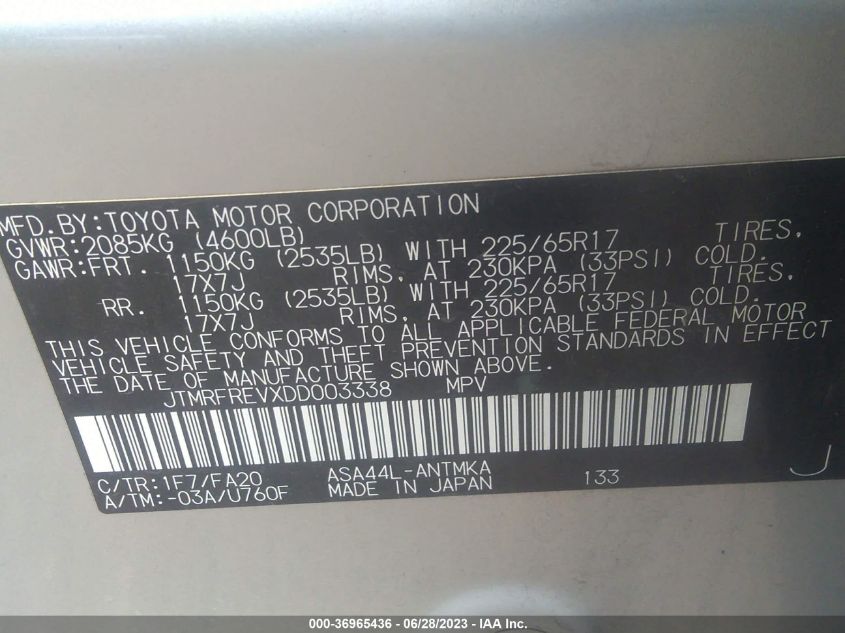 MFD.BY:TOYOTA MOTOR CORPORATION
GVWR:2085KG (4600LB)
GAWR:FRT. 1150KG (2535LB) WITH 225/65R17 TIRES,
17X7J RIMS, AT 230KPA (33PSI) COLD.
RR. 1150KG (2535LB) WITH 225/65R17 TIRES,
17X7J RIMS, AT 230KPA (33PSI) COLD.
THIS VEHICLE CONFORMS TO ALL APPLICABLE FEDERAL MOTOR
VEHICLE SAFETY AND THEFT PREVENTION STANDARDS IN EFFECT
THE DATE OF MANUFACTURE SHOWN ABOVE.
JTMRFREVXDD003338 MPV
C/TR:1F7/FA20 ASA44L-ANTMKA 133 J
A/TM:-03A/U760F MADE IN JAPAN
000-36965436 - 06/28/2023 - IAA Inc.